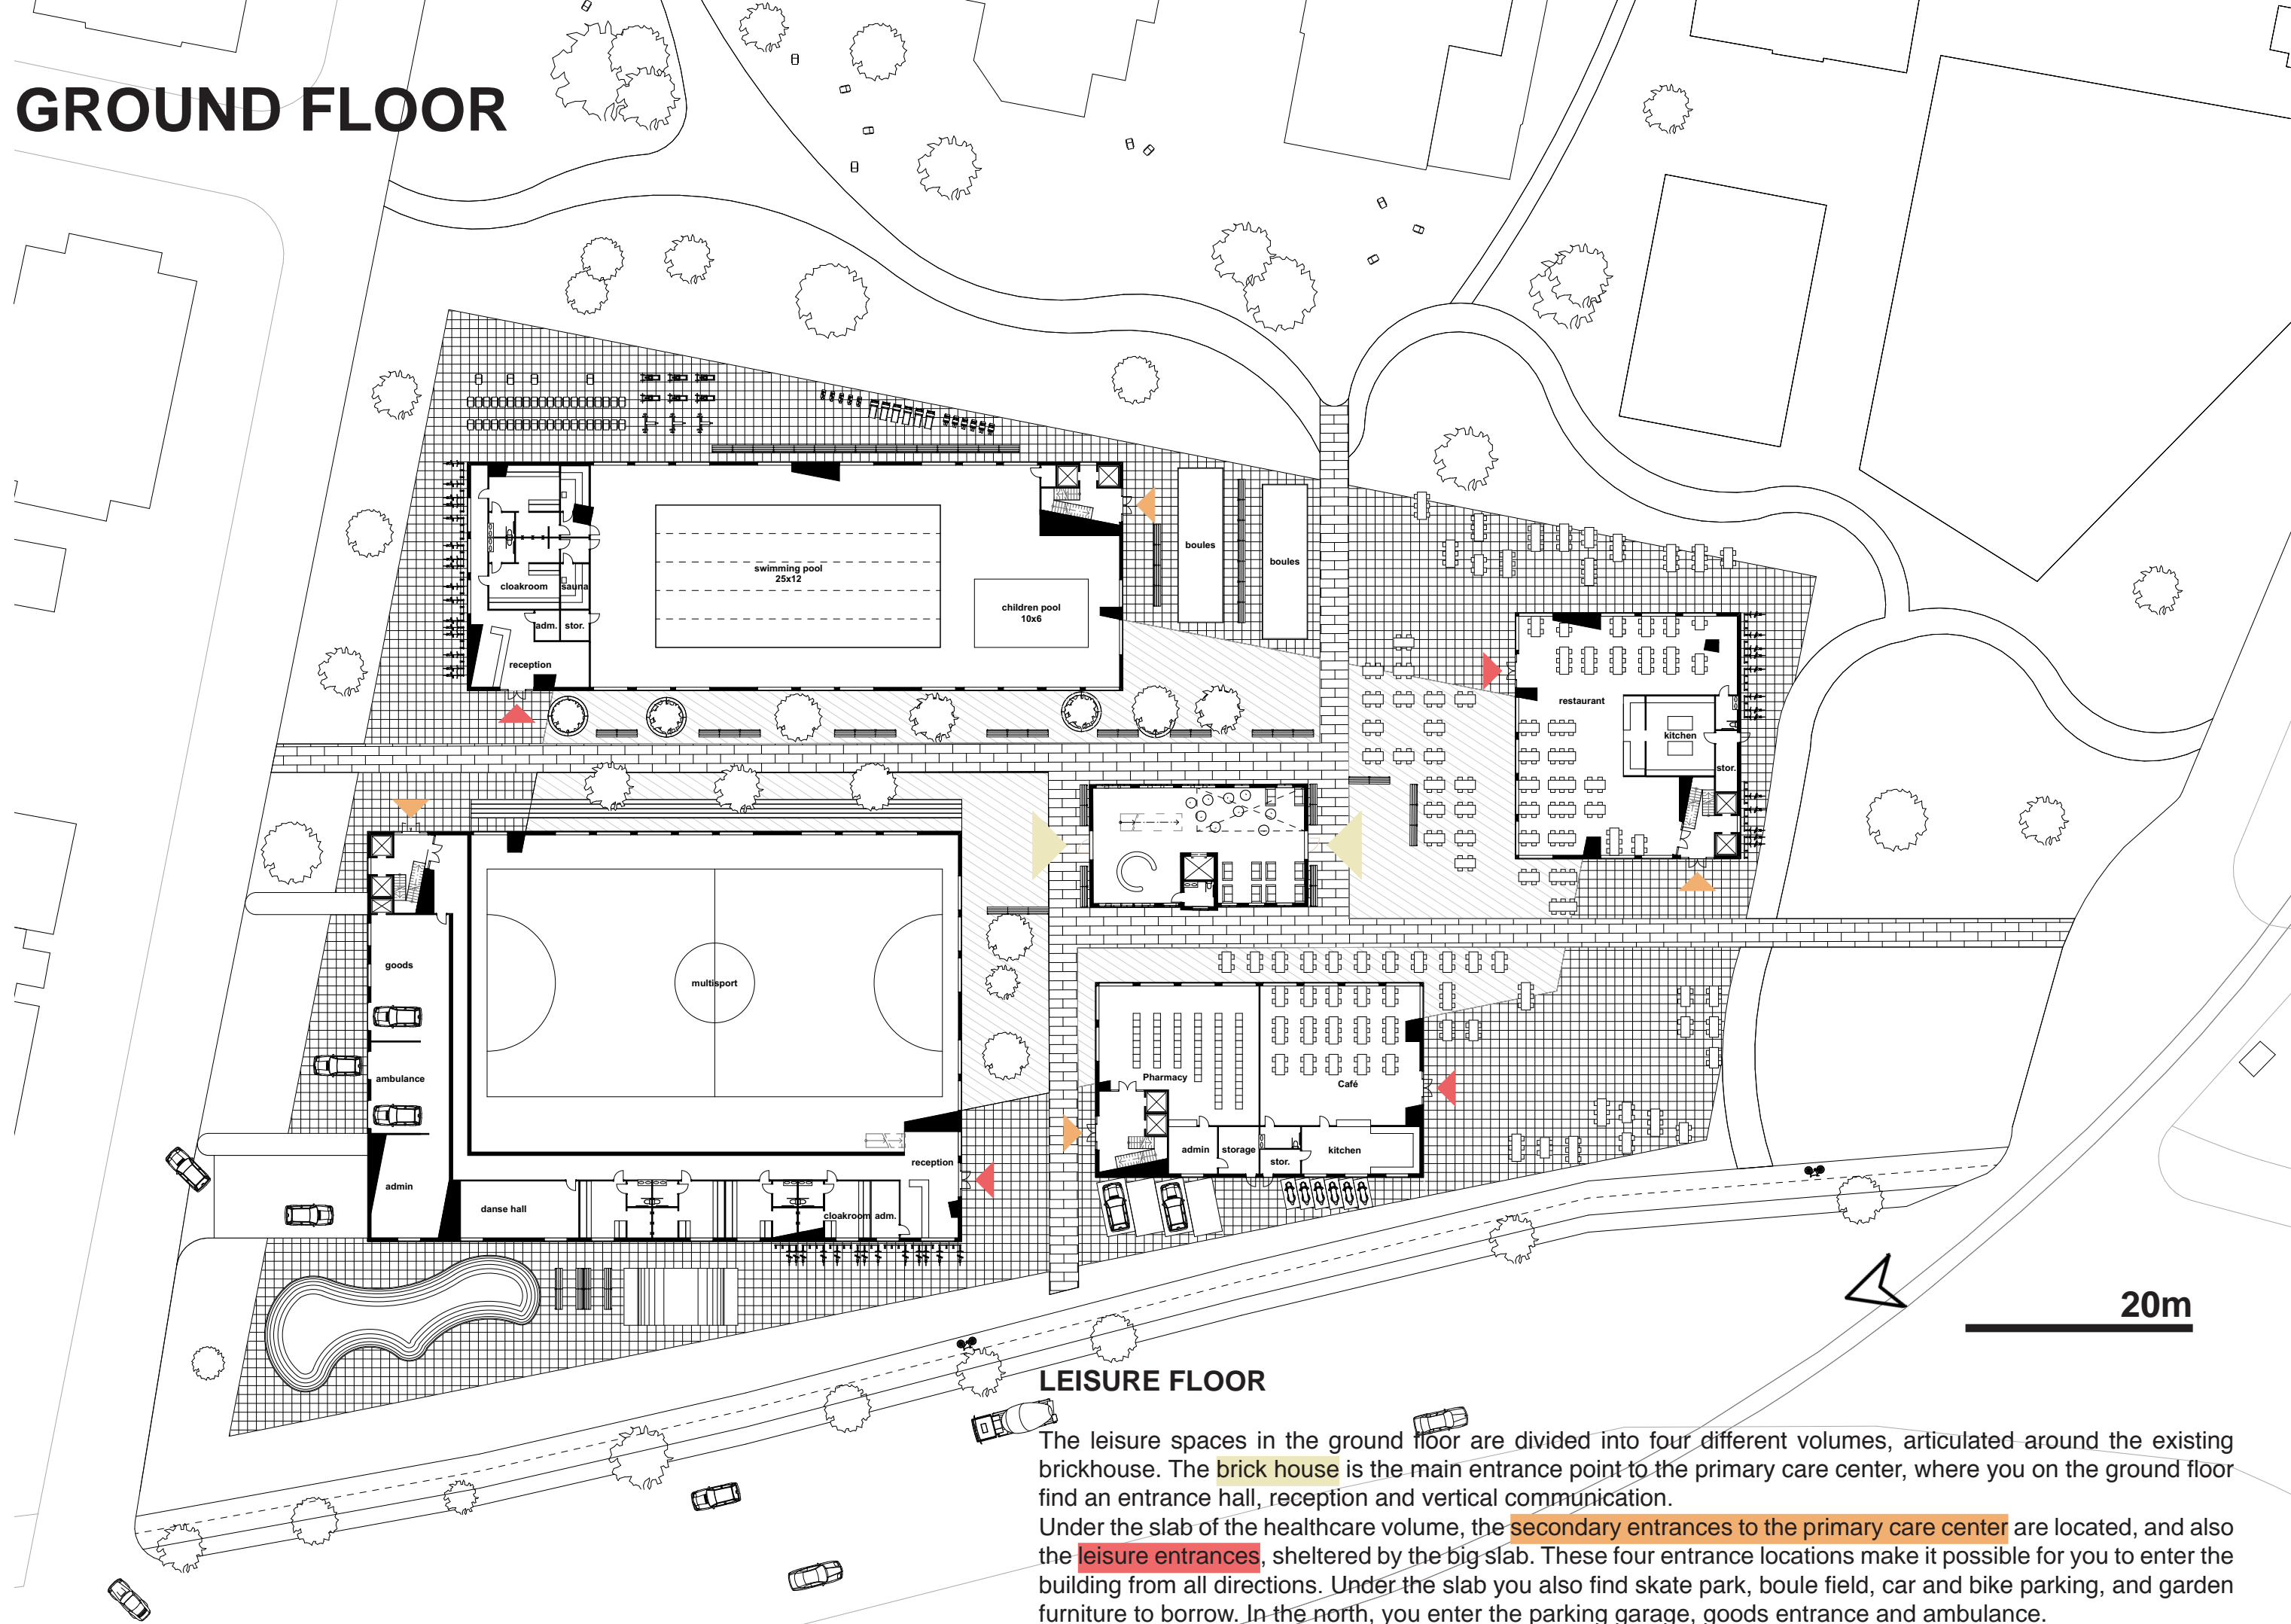 GROUND FLOOR
boules
boules
swimming pool
25x12
children pool
10x6
cloakroom
sauna
adm.
stor.
reception
restaurant
kitchen
stor.
goods
multisport
ambulance
Pharmacy
Café
admin
storage
stor.
kitchen
reception
admin
danse hall
cloakroom
adm.
20m
LEISURE FLOOR
The leisure spaces in the ground floor are divided into four different volumes, articulated around the existing
brickhouse. The brick house is the main entrance point to the primary care center, where you on the ground floor
find an entrance hall, reception and vertical communication.
Under the slab of the healthcare volume, the secondary entrances to the primary care center are located, and also
the leisure entrances, sheltered by the big slab. These four entrance locations make it possible for you to enter the
building from all directions. Under the slab you also find skate park, boule field, car and bike parking, and garden
furniture to borrow. In the north, you enter the parking garage, goods entrance and ambulance.